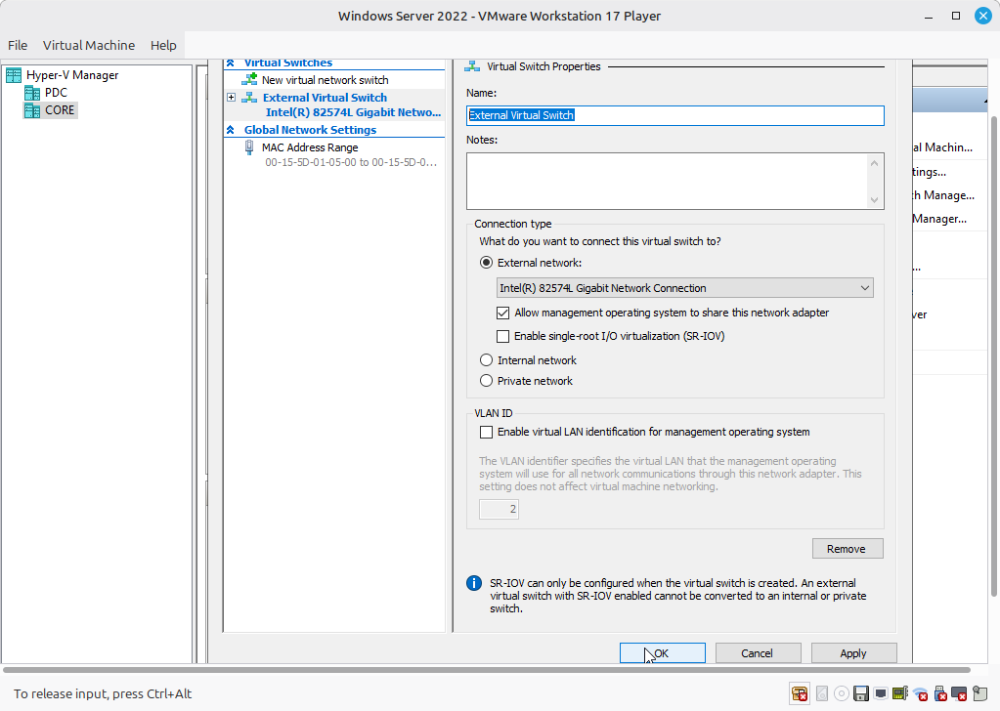 Windows Server 2022 - VMware Workstation 17 Player
File Virtual Machine Help
Hyper-V Manager
PDC
CORE
Virtual Switches
New virtual network switch
External Virtual Switch
Intel(R) 82574L Gigabit Netwo...
Global Network Settings
MAC Address Range
00-15-5D-01-05-00 to 00-15-5D-0...
Virtual Switch Properties
Name:
External Virtual Switch
Notes:
Connection type
What do you want to connect this virtual switch to?
External network:
Intel(R) 82574L Gigabit Network Connection
Allow management operating system to share this network adapter
Enable single-root I/O virtualization (SR-IOV)
Internal network
Private network
VLAN ID
Enable virtual LAN identification for management operating system
The VLAN identifier specifies the virtual LAN that the management operating
system will use for all network communications through this network adapter. This
setting does not affect virtual machine networking.
2
Remove
SR-IOV can only be configured when the virtual switch is created. An external
virtual switch with SR-IOV enabled cannot be converted to an internal or private
switch.
OK Cancel Apply
al Machin...
tings...
ch Manage...
Manager...
...
ver
To release input, press Ctrl+Alt